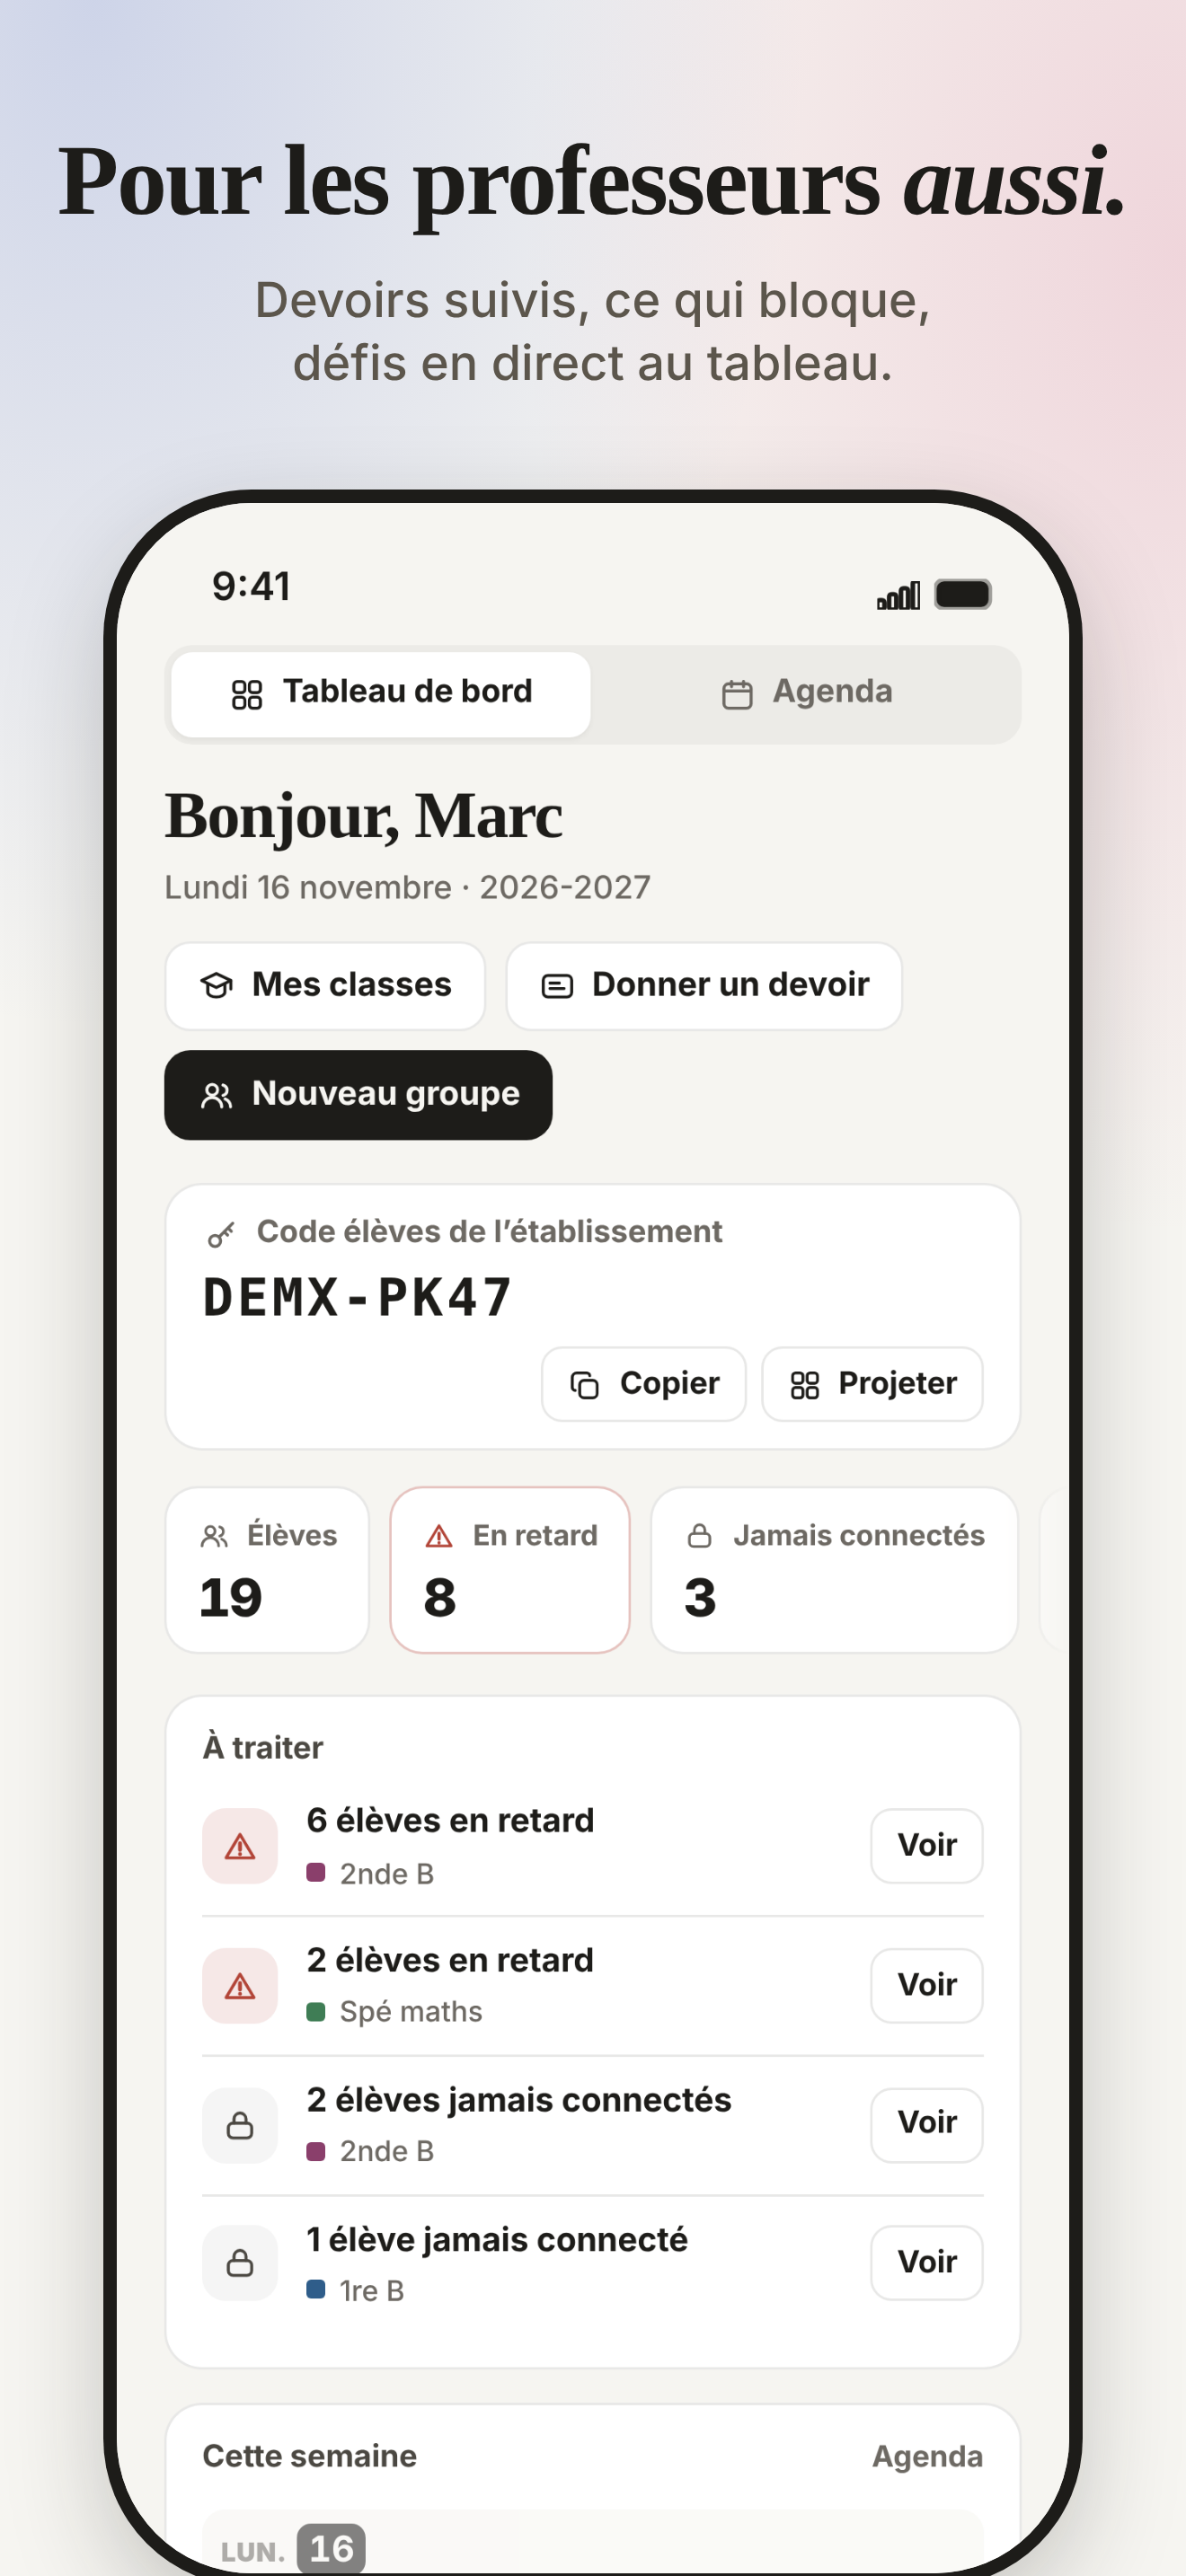 Pour les professeurs aussi.
Devoirs suivis, ce qui bloque,
défis en direct au tableau.
9:41
Tableau de bord
Agenda
Bonjour, Marc
Lundi 16 novembre · 2026-2027
Mes classes
Donner un devoir
Nouveau groupe
Code élèves de l’établissement
DEMX-PK47
Copier
Projeter
Élèves
19
En retard
8
Jamais connectés
3
À traiter
6 élèves en retard
2nde B
Voir
2 élèves en retard
Spé maths
Voir
2 élèves jamais connectés
2nde B
Voir
1 élève jamais connecté
1re B
Voir
Cette semaine
Agenda
LUN. 16